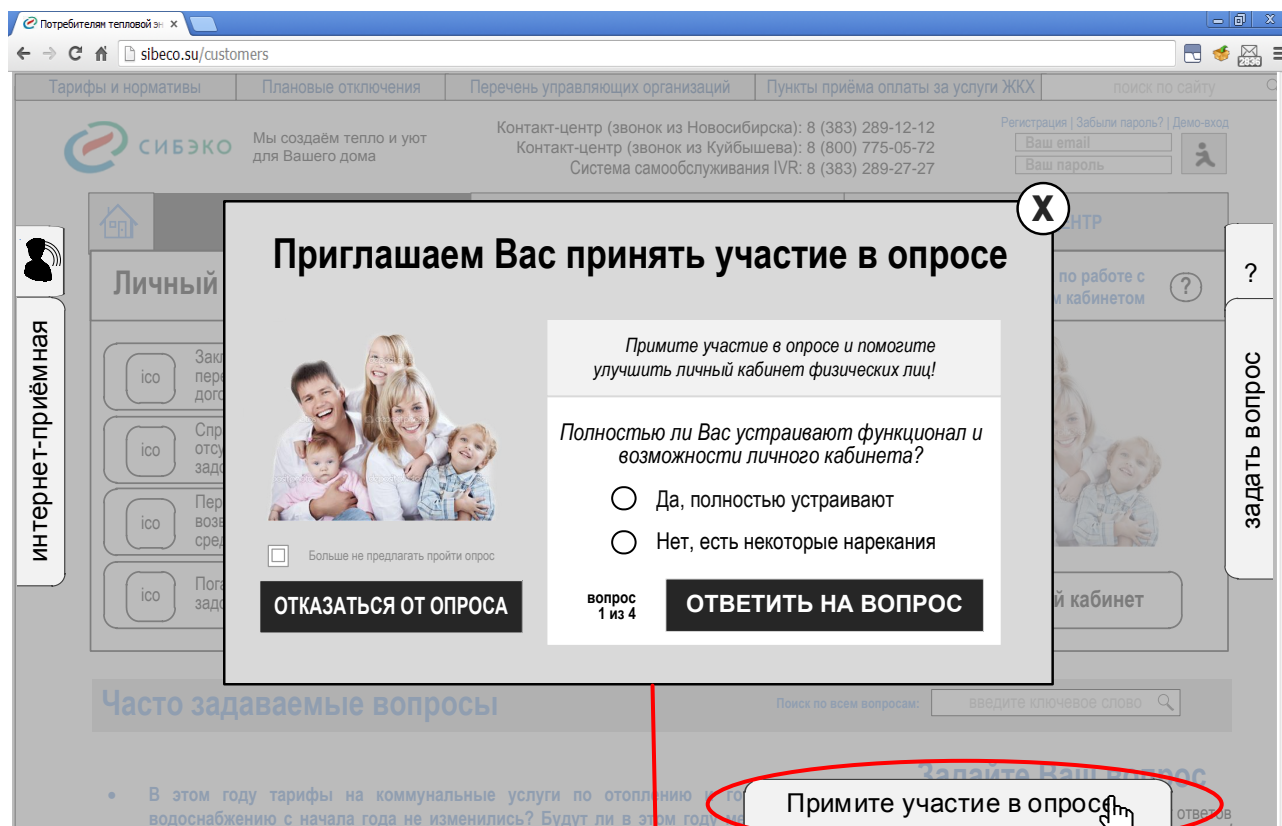 Потребителям тепловой эн
sibeco.su/customers
2836
Тарифы и нормативы
Плановые отключения
Перечень управляющих организаций
Пункты приёма оплаты за услуги ЖКХ
поиск по сайту
СИБЭКО
Мы создаём тепло и уют
для Вашего дома
Контакт-центр (звонок из Новосибирска): 8 (383) 289-12-12
Контакт-центр (звонок из Куйбышева): 8 (800) 775-05-72
Система самообслуживания IVR: 8 (383) 289-27-27
Регистрация | Забыли пароль? | Демо-вход
Ваш email
Ваш пароль
X
Приглашаем Вас принять участие в опросе
Личный
по работе с
кабинетом
?
?
интернет-приёмная
задать вопрос
Примите участие в опросе и помогите
улучшить личный кабинет физических лиц!
Полностью ли Вас устраивают функционал и
возможности личного кабинета?
Да, полностью устраивают
Нет, есть некоторые нарекания
Больше не предлагать пройти опрос
ОТКАЗАТЬСЯ ОТ ОПРОСА
вопрос
1 из 4
ОТВЕТИТЬ НА ВОПРОС
ico
ico
ico
ico
кабинет
Часто задаваемые вопросы
Поиск по всем вопросам:
введите ключевое слово
Задайте Ваш вопрос
• В этом году тарифы на коммунальные услуги по отоплению и
водоснабжению с начала года не изменились? Будут ли в этом году
Примите участие в опросе
ответов